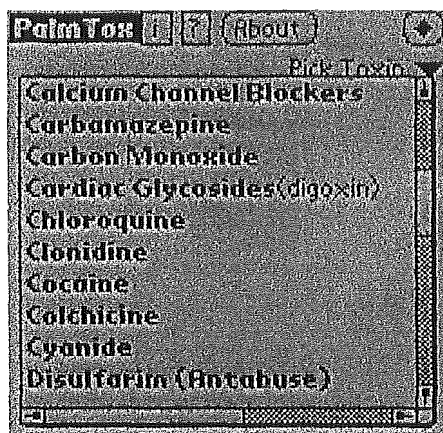 PalmTox ! ? About
Pick Toxin
Calcium Channel Blockers
Carbamazepine
Carbon Monoxide
Cardiac Glycosides(digoxin)
Chloroquine
Clonidine
Cocaine
Colchicine
Cyanide
Disulfarim (Antabuse)